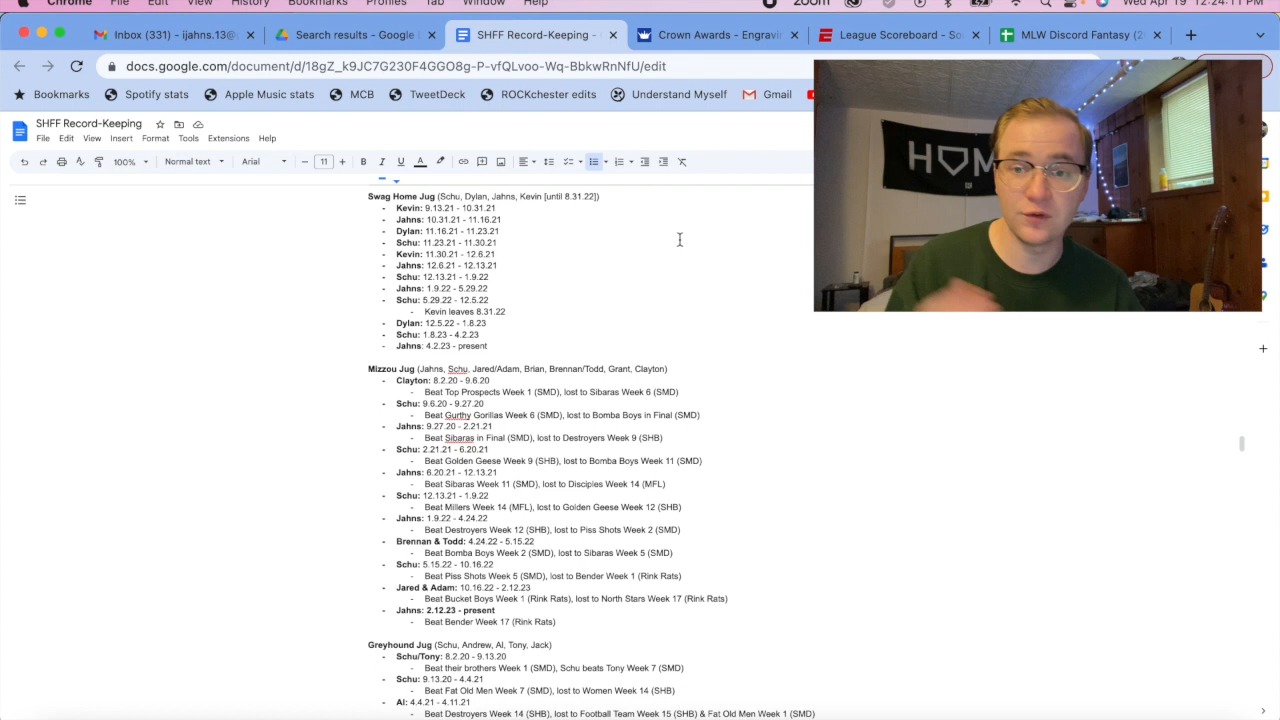 Chrome File Edit View History Bookmarks Profiles Tab Window Help zoom Wed Apr 19 12:24:11 PM
Inbox (331) - ijahns.13@g. Search results - Google SHFF Record-Keeping - Crown Awards - Engravin League Scoreboard - So MLW Discord Fantasy (2
docs.google.com/document/d/18gZ_k9JC7G230F4GGO8g-P-vfQLvoo-Wq-BbkwRnNfU/edit
Bookmarks Spotify stats Apple Music stats MCB TweetDeck ROCKchester edits Understand Myself Gmail
SHFF Record-Keeping
File Edit View Insert Format Tools Extensions Help
100% Normal text Arial 11 B I U A
HOM
Swag Home Jug (Schu, Dylan, Jahns, Kevin [until 8.31.22])
- Kevin: 9.13.21 - 10.31.21
- Jahns: 10.31.21 - 11.16.21
- Dylan: 11.16.21 - 11.23.21
- Schu: 11.23.21 - 11.30.21
- Kevin: 11.30.21 - 12.6.21
- Jahns: 12.6.21 - 12.13.21
- Schu: 12.13.21 - 1.9.22
- Jahns: 1.9.22 - 5.29.22
- Schu: 5.29.22 - 12.5.22
- Kevin leaves 8.31.22
- Dylan: 12.5.22 - 1.8.23
- Schu: 1.8.23 - 4.2.23
- Jahns: 4.2.23 - present
Mizzou Jug (Jahns, Schu, Jared/Adam, Brian, Brennan/Todd, Grant, Clayton)
- Clayton: 8.2.20 - 9.6.20
- Beat Top Prospects Week 1 (SMD), lost to Sibaras Week 6 (SMD)
- Schu: 9.6.20 - 9.27.20
- Beat Gurthy Gorillas Week 6 (SMD), lost to Bomba Boys in Final (SMD)
- Jahns: 9.27.20 - 2.21.21
- Beat Sibaras in Final (SMD), lost to Destroyers Week 9 (SHB)
- Schu: 2.21.21 - 6.20.21
- Beat Golden Geese Week 9 (SHB), lost to Bomba Boys Week 11 (SMD)
- Jahns: 6.20.21 - 12.13.21
- Beat Sibaras Week 11 (SMD), lost to Disciples Week 14 (MFL)
- Schu: 12.13.21 - 1.9.22
- Beat Millers Week 14 (MFL), lost to Golden Geese Week 12 (SHB)
- Jahns: 1.9.22 - 4.24.22
- Beat Destroyers Week 12 (SHB), lost to Piss Shots Week 2 (SMD)
- Brennan & Todd: 4.24.22 - 5.15.22
- Beat Bomba Boys Week 2 (SMD), lost to Sibaras Week 5 (SMD)
- Schu: 5.15.22 - 10.16.22
- Beat Piss Shots Week 5 (SMD), lost to Bender Week 1 (Rink Rats)
- Jared & Adam: 10.16.22 - 2.12.23
- Beat Bucket Boys Week 1 (Rink Rats), lost to North Stars Week 17 (Rink Rats)
- Jahns: 2.12.23 - present
- Beat Bender Week 17 (Rink Rats)
Greyhound Jug (Schu, Andrew, Al, Tony, Jack)
- Schu/Tony: 8.2.20 - 9.13.20
- Beat their brothers Week 1 (SMD), Schu beats Tony Week 7 (SMD)
- Schu: 9.13.20 - 4.4.21
- Beat Fat Old Men Week 7 (SMD), lost to Women Week 14 (SHB)
- Al: 4.4.21 - 4.11.21
- Beat Destroyers Week 14 (SHB), lost to Football Team Week 15 (SHB) & Fat Old Men Week 1 (SMD)